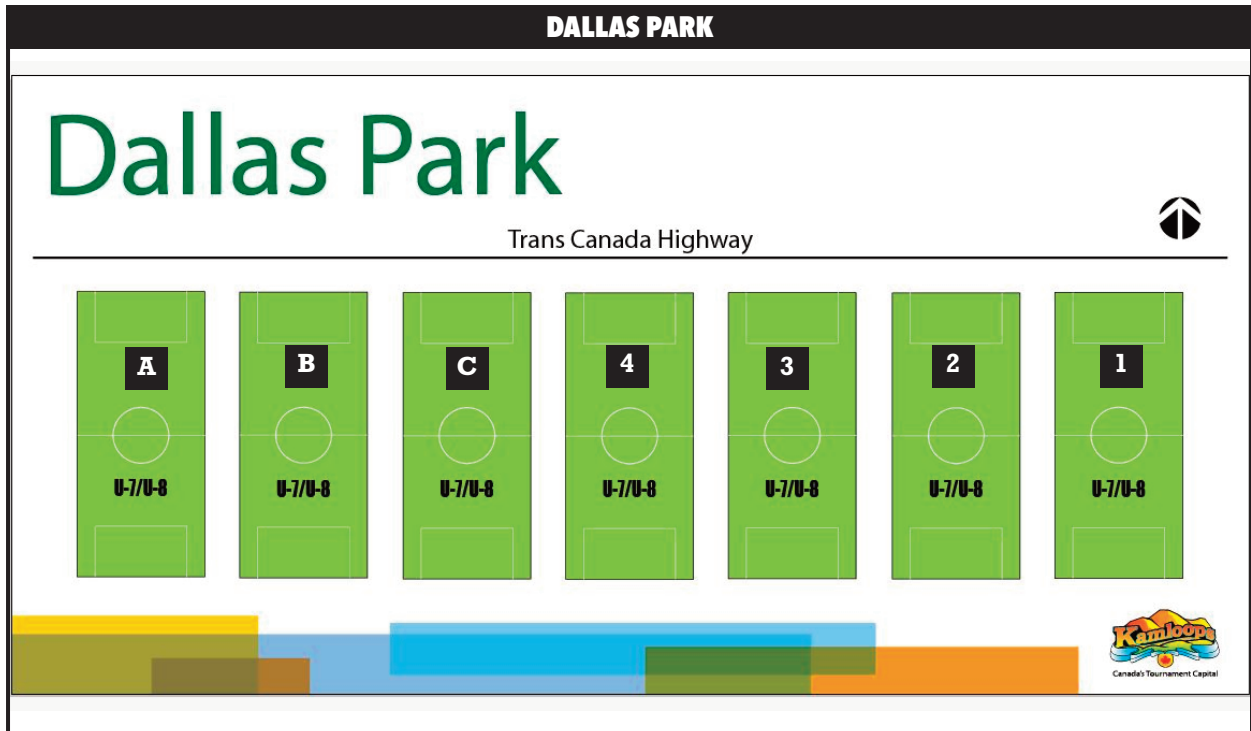 DALLAS PARK
Dallas Park
Trans Canada Highway
A B C 4 3 2 1
U-7/U-8 U-7/U-8 U-7/U-8 U-7/U-8 U-7/U-8 U-7/U-8 U-7/U-8
Kamloops
Canada's Tournament Capital